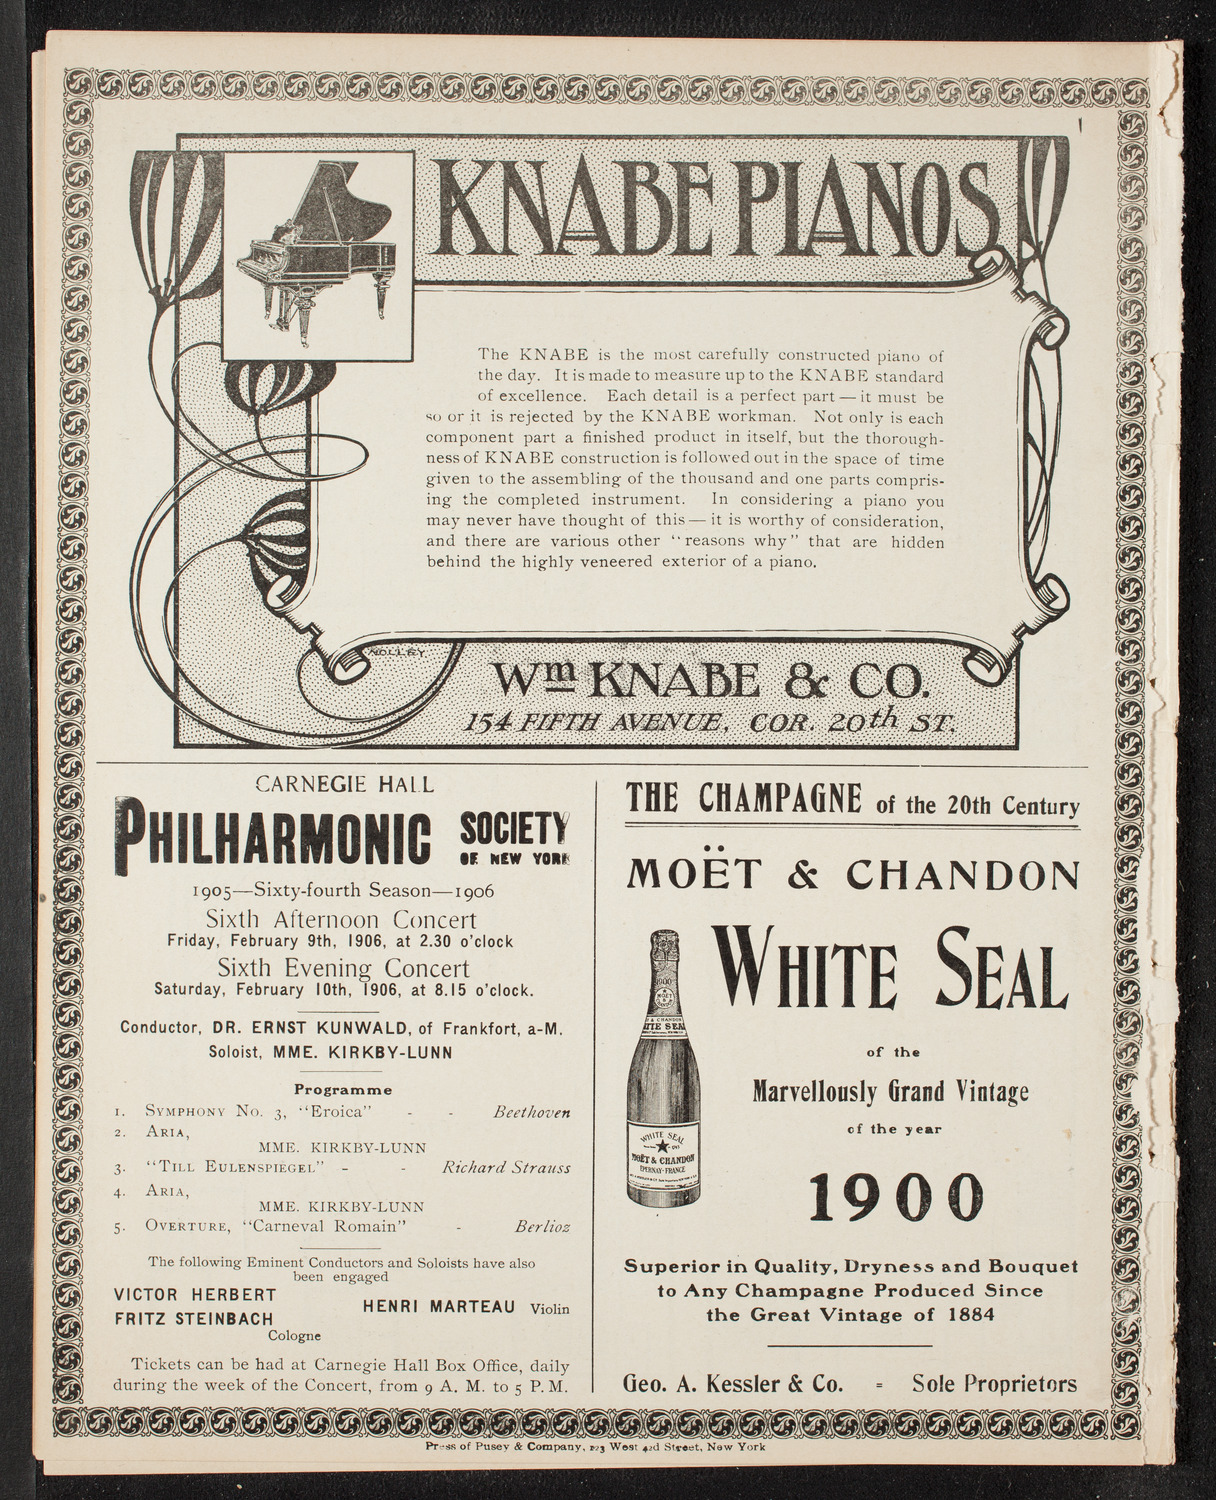 KNABE PIANOS
The KNABE is the most carefully constructed piano of
the day. It is made to measure up to the KNABE standard
of excellence. Each detail is a perfect part — it must be
so or it is rejected by the KNABE workman. Not only is each
component part a finished product in itself, but the thorough-
ness of KNABE construction is followed out in the space of time
given to the assembling of the thousand and one parts compris-
ing the completed instrument. In considering a piano you
may never have thought of this — it is worthy of consideration,
and there are various other "reasons why" that are hidden
behind the highly veneered exterior of a piano.
NOLLEY
Wm KNABE & CO.
154 FIFTH AVENUE, COR. 20th ST.
CARNEGIE HALL
PHILHARMONIC SOCIETY
OF NEW YORK
1905—Sixty-fourth Season—1906
Sixth Afternoon Concert
Friday, February 9th, 1906, at 2.30 o'clock
Sixth Evening Concert
Saturday, February 10th, 1906, at 8.15 o'clock.
Conductor, DR. ERNST KUNWALD, of Frankfort, a-M.
Soloist, MME. KIRKBY-LUNN
Programme
1. SYMPHONY No. 3, "Eroica" - - Beethoven
2. ARIA,
MME. KIRKBY-LUNN
3. "TILL EULENSPIEGEL" - - Richard Strauss
4. ARIA,
MME. KIRKBY-LUNN
5. OVERTURE, "Carneval Romain" - Berlioz
The following Eminent Conductors and Soloists have also
been engaged
VICTOR HERBERT
FRITZ STEINBACH
Cologne
HENRI MARTEAU Violin
Tickets can be had at Carnegie Hall Box Office, daily
during the week of the Concert, from 9 A. M. to 5 P. M.
THE CHAMPAGNE of the 20th Century
MOËT & CHANDON
WHITE SEAL
1900
MOËT
& CHANDON
WHITE SEAL
WHITE SEAL
MOËT & CHANDON
EPERNAY-FRANCE
of the
Marvellously Grand Vintage
of the year
1900
Superior in Quality, Dryness and Bouquet
to Any Champagne Produced Since
the Great Vintage of 1884
Geo. A. Kessler & Co. = Sole Proprietors
Press of Pusey & Company, 223 West 42d Street, New York